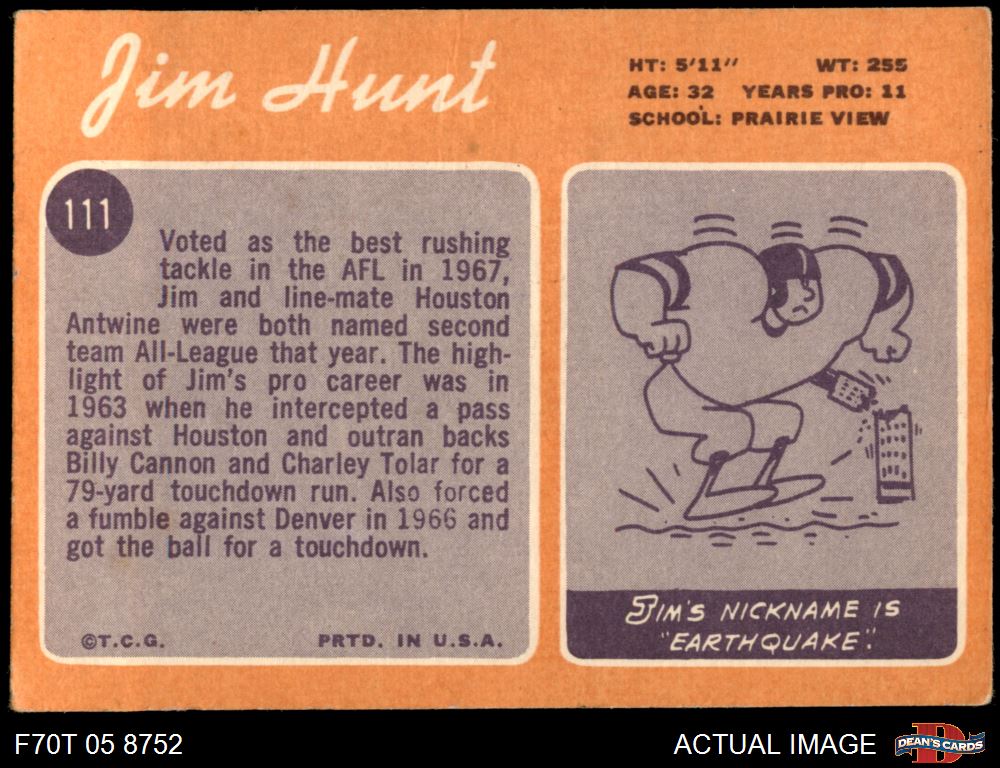 Jim Hunt
HT: 5'11" WT: 255
AGE: 32 YEARS PRO: 11
SCHOOL: PRAIRIE VIEW
111
Voted as the best rushing
tackle in the AFL in 1967,
Jim and line-mate Houston
Antwine were both named second
team All-League that year. The high-
light of Jim's pro career was in
1963 when he intercepted a pass
against Houston and outran backs
Billy Cannon and Charley Tolar for a
79-yard touchdown run. Also forced
a fumble against Denver in 1966 and
got the ball for a touchdown.
©T.C.G. PRTD. IN U.S.A.
JIM'S NICKNAME IS
"EARTHQUAKE".
F70T 05 8752
ACTUAL IMAGE
D
DEAN'S CARDS